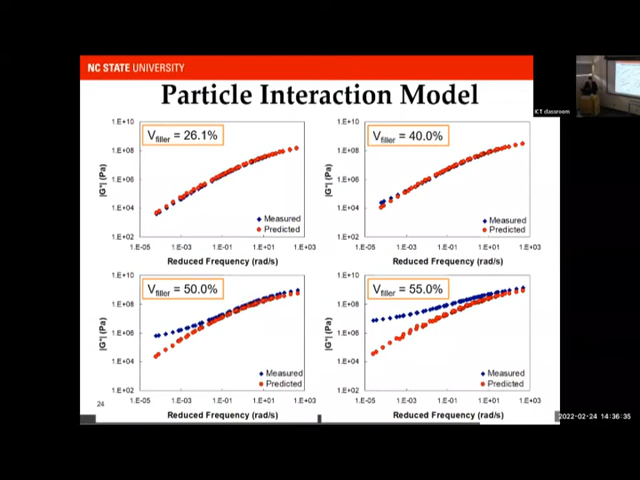 NC STATE UNIVERSITY
Particle Interaction Model
ICT classroom
1.E+10
1.E+08
1.E+06
1.E+04
1.E+02
|G*| (Pa)
Vfiller = 26.1%
Measured
Predicted
1.E-05 1.E-03 1.E-01 1.E+01 1.E+03
Reduced Frequency (rad/s)
1.E+10
1.E+08
1.E+06
1.E+04
1.E+02
|G*| (Pa)
Vfiller = 40.0%
Measured
Predicted
1.E-05 1.E-03 1.E-01 1.E+01 1.E+03
Reduced Frequency (rad/s)
1.E+10
1.E+08
1.E+06
1.E+04
1.E+02
|G*| (Pa)
Vfiller = 50.0%
Measured
Predicted
1.E-05 1.E-03 1.E-01 1.E+01 1.E+03
Reduced Frequency (rad/s)
1.E+10
1.E+08
1.E+06
1.E+04
1.E+02
|G*| (Pa)
Vfiller = 55.0%
Measured
Predicted
1.E-05 1.E-03 1.E-01 1.E+01 1.E+03
Reduced Frequency (rad/s)
24
2022-02-24 14:36:35